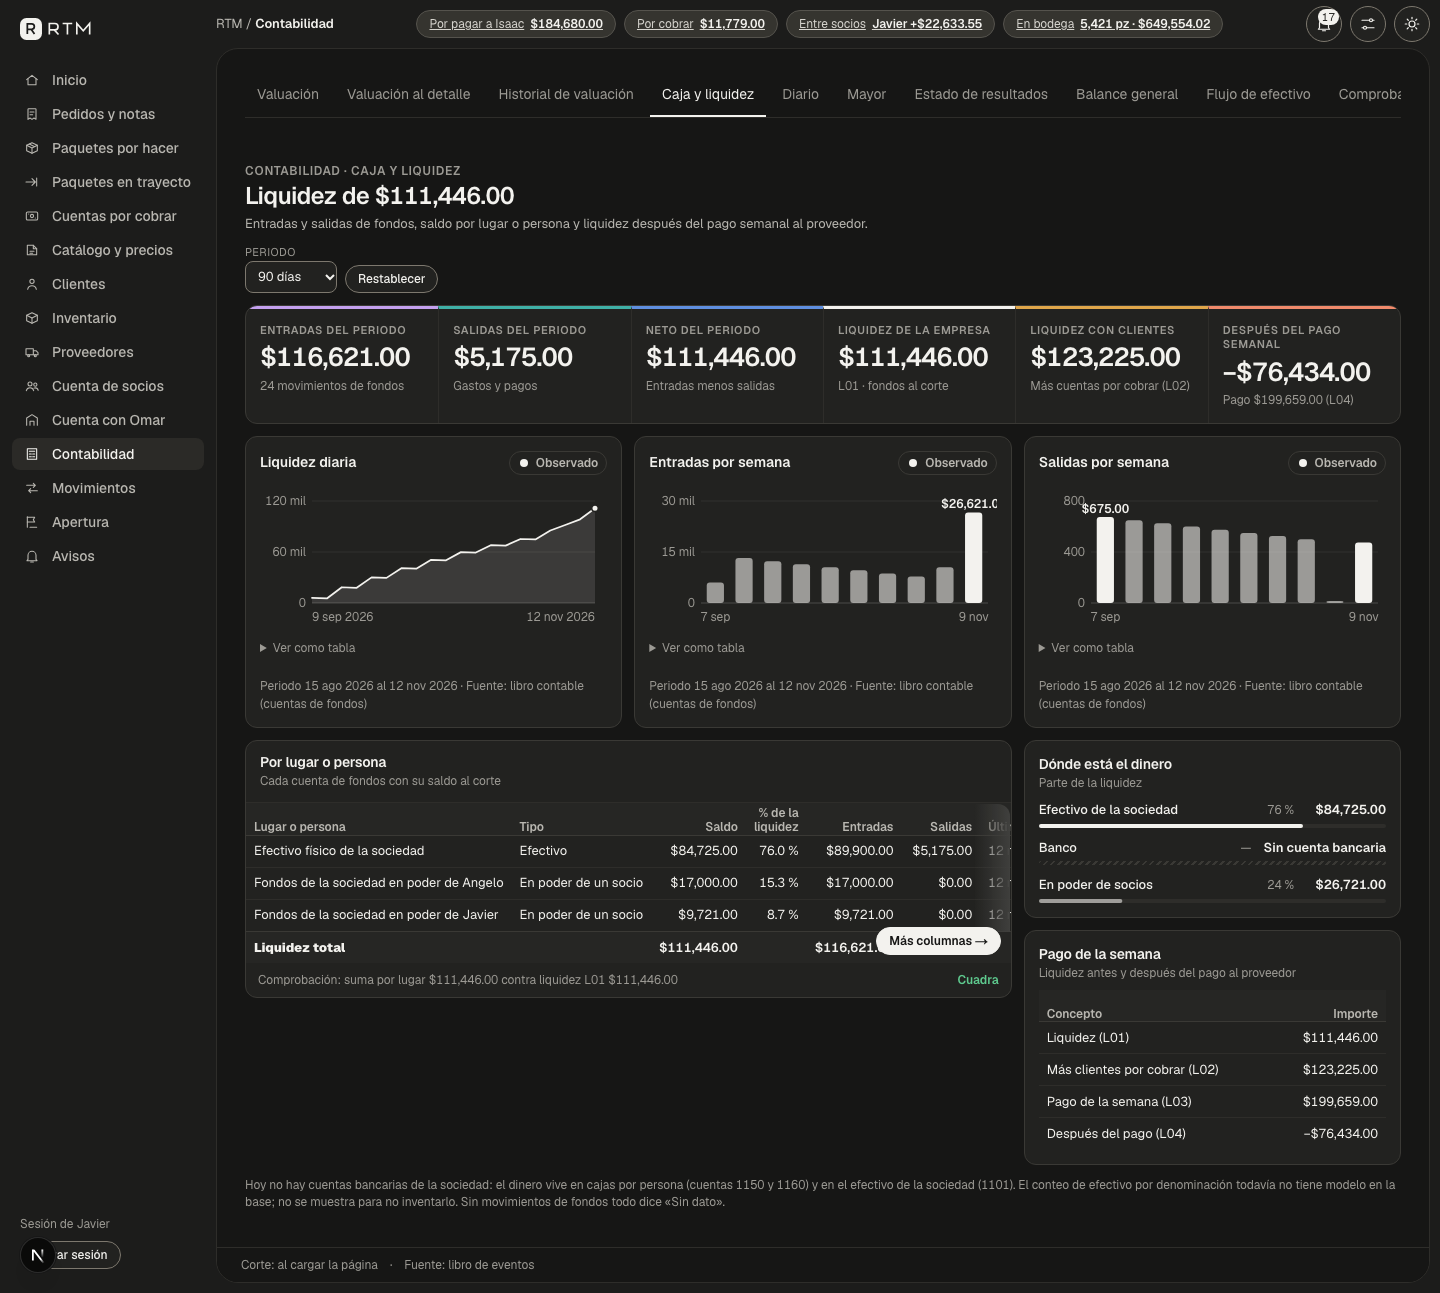 R RTM
RTM / Contabilidad
Por pagar a Isaac $184,680.00
Por cobrar $11,779.00
Entre socios Javier +$22,633.55
En bodega 5,421 pz · $649,554.02
17
Inicio
Pedidos y notas
Paquetes por hacer
Paquetes en trayecto
Cuentas por cobrar
Catálogo y precios
Clientes
Inventario
Proveedores
Cuenta de socios
Cuenta con Omar
Contabilidad
Movimientos
Apertura
Avisos
Sesión de Javier
N ar sesión
Valuación Valuación al detalle Historial de valuación Caja y liquidez Diario Mayor Estado de resultados Balance general Flujo de efectivo Comproba
CONTABILIDAD · CAJA Y LIQUIDEZ
Liquidez de $111,446.00
Entradas y salidas de fondos, saldo por lugar o persona y liquidez después del pago semanal al proveedor.
PERIODO
90 días Restablecer
ENTRADAS DEL PERIODO
$116,621.00
24 movimientos de fondos
SALIDAS DEL PERIODO
$5,175.00
Gastos y pagos
NETO DEL PERIODO
$111,446.00
Entradas menos salidas
LIQUIDEZ DE LA EMPRESA
$111,446.00
L01 · fondos al corte
LIQUIDEZ CON CLIENTES
$123,225.00
Más cuentas por cobrar (L02)
DESPUÉS DEL PAGO
SEMANAL
−$76,434.00
Pago $199,659.00 (L04)
Liquidez diaria Observado
120 mil
60 mil
0
9 sep 2026 12 nov 2026
▶ Ver como tabla
Periodo 15 ago 2026 al 12 nov 2026 · Fuente: libro contable
(cuentas de fondos)
Entradas por semana Observado
30 mil
$26,621.0
15 mil
0
7 sep 9 nov
▶ Ver como tabla
Periodo 15 ago 2026 al 12 nov 2026 · Fuente: libro contable
(cuentas de fondos)
Salidas por semana Observado
800
$675.00
400
0
7 sep 9 nov
▶ Ver como tabla
Periodo 15 ago 2026 al 12 nov 2026 · Fuente: libro contable
(cuentas de fondos)
Por lugar o persona
Cada cuenta de fondos con su saldo al corte
Lugar o persona Tipo Saldo % de la liquidez Entradas Salidas Últi
Efectivo físico de la sociedad Efectivo $84,725.00 76.0 % $89,900.00 $5,175.00 12
Fondos de la sociedad en poder de Angelo En poder de un socio $17,000.00 15.3 % $17,000.00 $0.00 12
Fondos de la sociedad en poder de Javier En poder de un socio $9,721.00 8.7 % $9,721.00 $0.00 12
Liquidez total $111,446.00 $116,621.
Más columnas →
Comprobación: suma por lugar $111,446.00 contra liquidez L01 $111,446.00 Cuadra
Dónde está el dinero
Parte de la liquidez
Efectivo de la sociedad 76 % $84,725.00
Banco — Sin cuenta bancaria
En poder de socios 24 % $26,721.00
Pago de la semana
Liquidez antes y después del pago al proveedor
Concepto Importe
Liquidez (L01) $111,446.00
Más clientes por cobrar (L02) $123,225.00
Pago de la semana (L03) $199,659.00
Después del pago (L04) −$76,434.00
Hoy no hay cuentas bancarias de la sociedad: el dinero vive en cajas por persona (cuentas 1150 y 1160) y en el efectivo de la sociedad (1101). El conteo de efectivo por denominación todavía no tiene modelo en la
base; no se muestra para no inventarlo. Sin movimientos de fondos todo dice «Sin dato».
Corte: al cargar la página · Fuente: libro de eventos